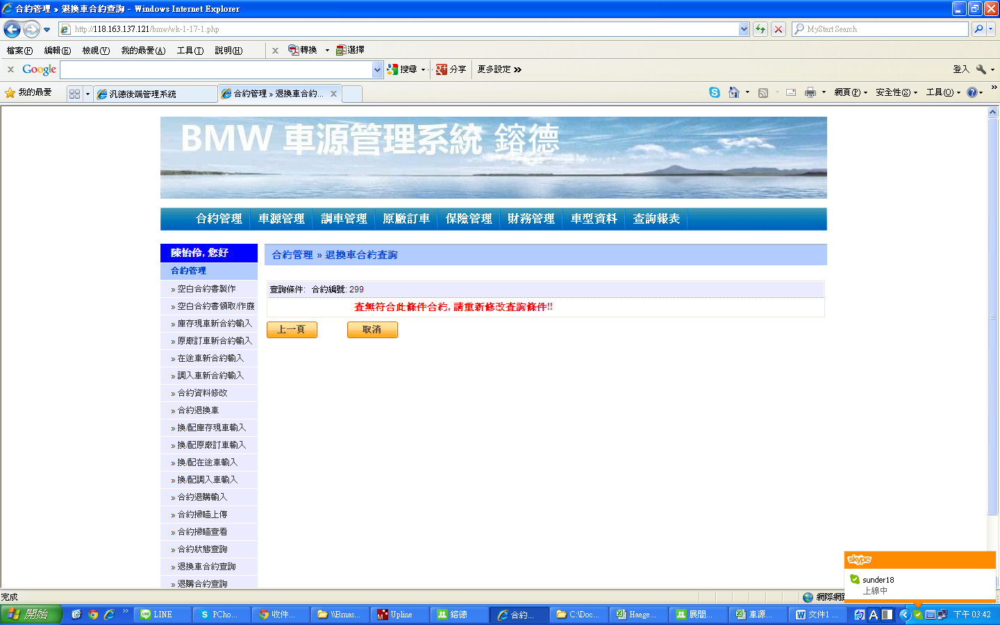 合約管理 » 退換車合約查詢 - Windows Internet Explorer
http://118.163.137.121/bmw/wk-1-17-1.php
MyStart Search
檔案(F) 編輯(E) 檢視(V) 我的最愛(A) 工具(T) 說明(H) x 轉換 選擇
x Google 搜尋 分享 更多設定 » 登入
我的最愛 汎德後端管理系統 合約管理 » 退換車合約... 網頁(P) 安全性(S) 工具(O) »
BMW 車源管理系統 鎔德
合約管理 車源管理 調車管理 原廠訂車 保險管理 財務管理 車型資料 查詢報表
陳怡伶, 您好
合約管理
» 空白合約書製作
» 空白合約書領取/作廢
» 庫存現車新合約輸入
» 原廠訂車新合約輸入
» 在途車新合約輸入
» 調入車新合約輸入
» 合約資料修改
» 合約退換車
» 換/配庫存現車輸入
» 換/配原廠訂車輸入
» 換/配在途車輸入
» 換/配調入車輸入
» 合約退購輸入
» 合約掃瞄上傳
» 合約掃瞄查看
» 合約狀態查詢
» 退換車合約查詢
» 退購合約查詢
合約管理 » 退換車合約查詢
查詢條件: 合約編號: 299
查無符合此條件合約, 請重新修改查詢條件!!
上一頁 取消
skype
sunder18
上線中
完成 網際網
開始 » LINE PCho... 收件... \\Bmas... Upline 鎔德 合約... C:\Doc... Haage... 展間... 車源... 文件1 ... A 下午 03:42